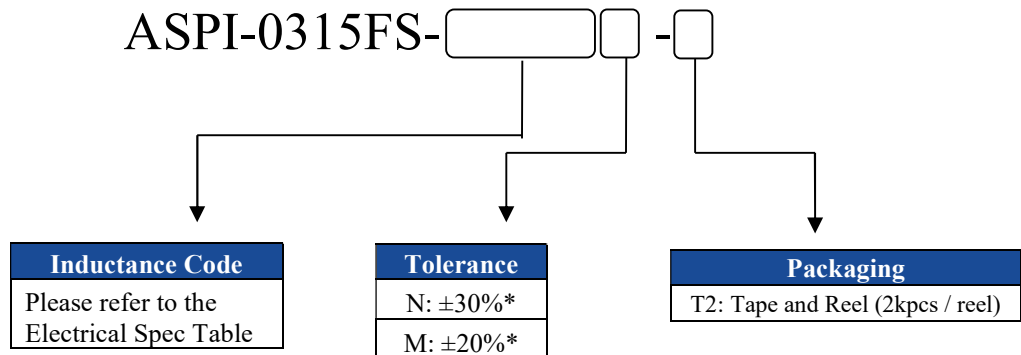 ASPI-0315FS- -
Inductance Code
Please refer to the
Electrical Spec Table
Tolerance
N: ±30%*
M: ±20%*
Packaging
T2: Tape and Reel (2kpcs / reel)